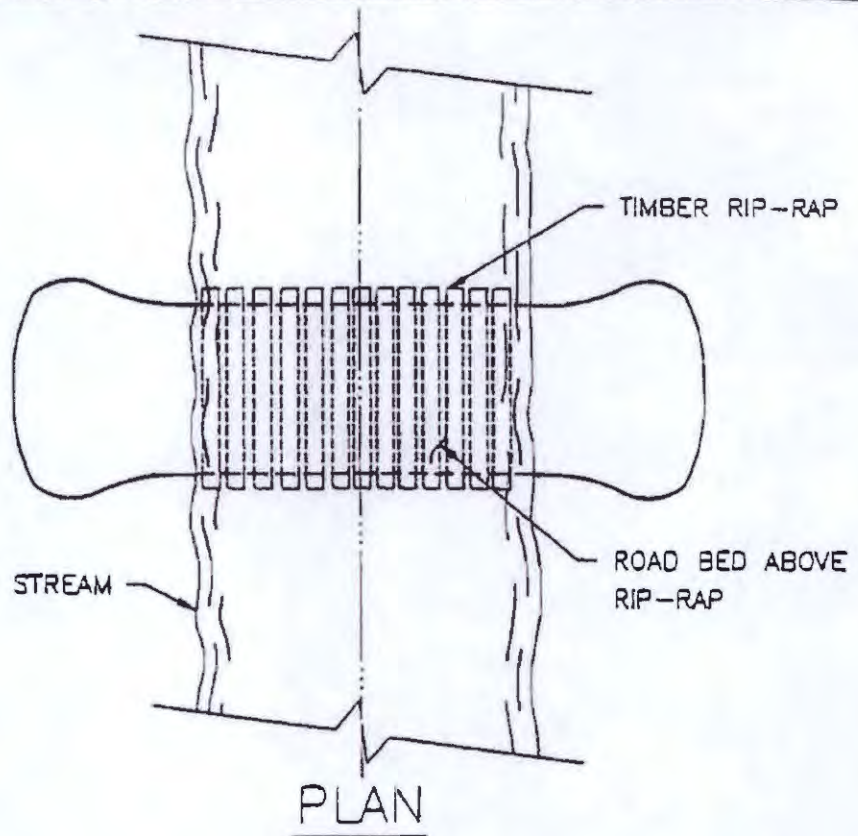 TIMBER RIP-RAP
STREAM
ROAD BED ABOVE
RIP-RAP
PLAN